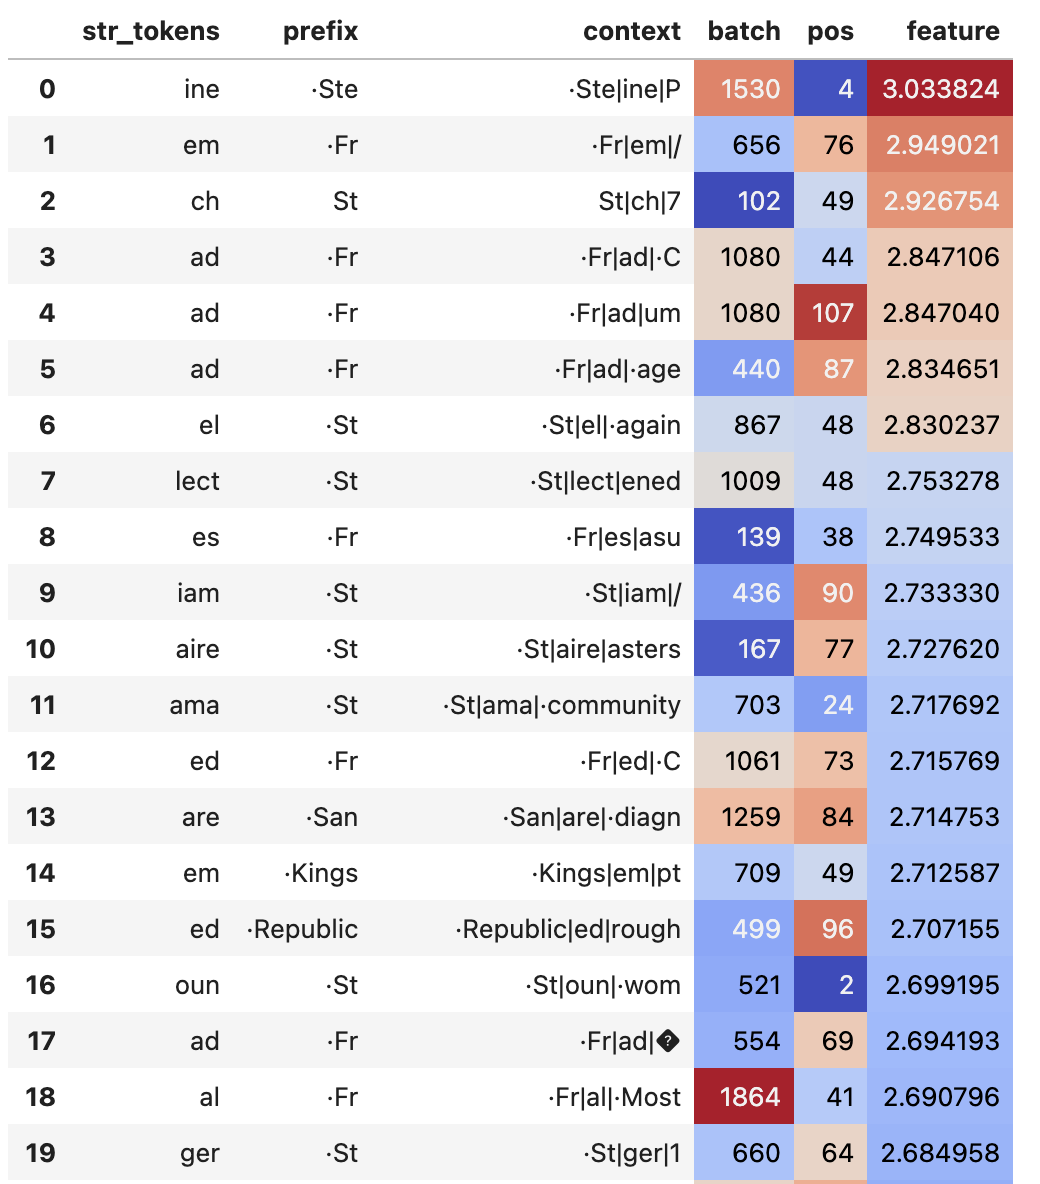 str_tokens prefix context batch pos feature
0 ine ·Ste ·Ste|ine|P 1530 4 3.033824
1 em ·Fr ·Fr|em|/ 656 76 2.949021
2 ch St St|ch|7 102 49 2.926754
3 ad ·Fr ·Fr|ad|·C 1080 44 2.847106
4 ad ·Fr ·Fr|ad|um 1080 107 2.847040
5 ad ·Fr ·Fr|ad|·age 440 87 2.834651
6 el ·St ·St|el|·again 867 48 2.830237
7 lect ·St ·St|lect|ened 1009 48 2.753278
8 es ·Fr ·Fr|es|asu 139 38 2.749533
9 iam ·St ·St|iam|/ 436 90 2.733330
10 aire ·St ·St|aire|asters 167 77 2.727620
11 ama ·St ·St|ama|·community 703 24 2.717692
12 ed ·Fr ·Fr|ed|·C 1061 73 2.715769
13 are ·San ·San|are|·diagn 1259 84 2.714753
14 em ·Kings ·Kings|em|pt 709 49 2.712587
15 ed ·Republic ·Republic|ed|rough 499 96 2.707155
16 oun ·St ·St|oun|·wom 521 2 2.699195
17 ad ·Fr ·Fr|ad|� 554 69 2.694193
18 al ·Fr ·Fr|al|·Most 1864 41 2.690796
19 ger ·St ·St|ger|1 660 64 2.684958